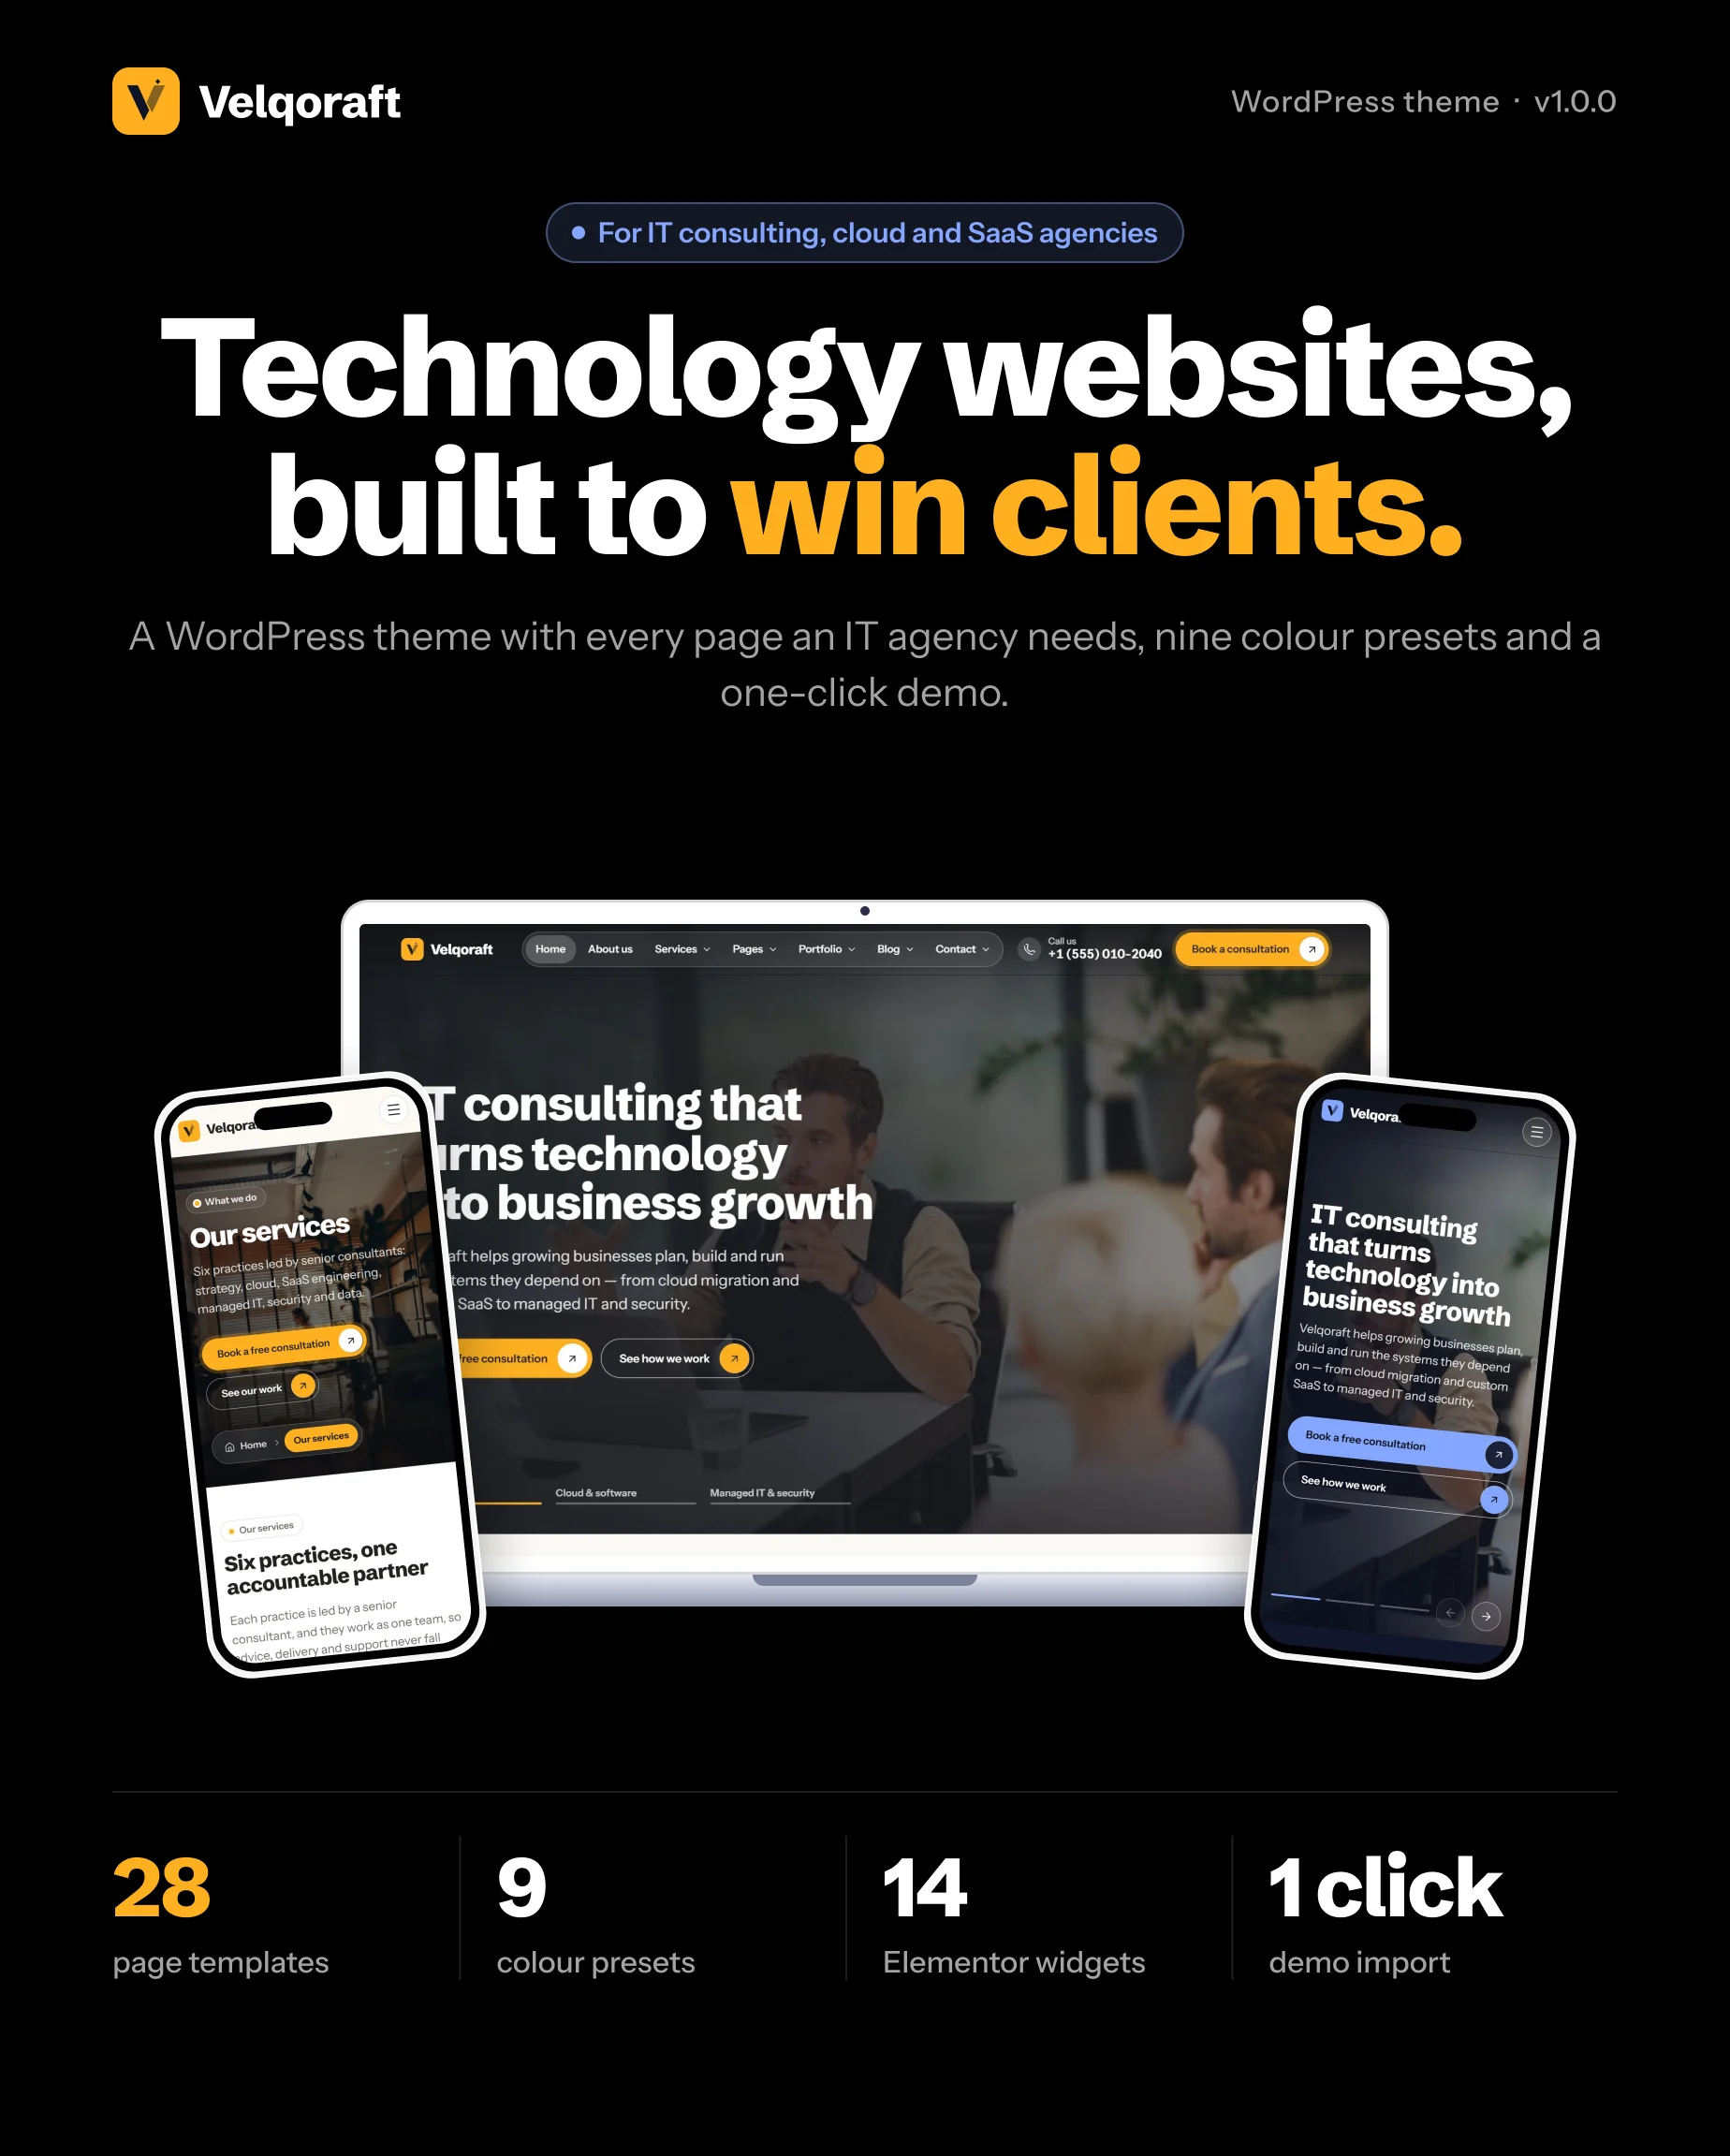 Velqoraft
WordPress theme · v1.0.0
For IT consulting, cloud and SaaS agencies
Technology websites,
built to win clients.
A WordPress theme with every page an IT agency needs, nine colour presets and a
one-click demo.
Velqoraft
Home
About us
Services
Pages
Portfolio
Blog
Contact
Call us
+1 (555) 010-2040
Book a consultation
T consulting that
urns technology
to business growth
aft helps growing businesses plan, build and run
tems they depend on — from cloud migration and
SaaS to managed IT and security.
free consultation
See how we work
Cloud & software
Managed IT & security
Velqora
What we do
Our services
Six practices led by senior consultants:
strategy, cloud, SaaS engineering,
managed IT, security and data.
Book a free consultation
See our work
Home
Our services
Our services
Six practices, one
accountable partner
Each practice is led by a senior
consultant, and they work as one team, so
advice, delivery and support never fall
Velqora
IT consulting
that turns
technology into
business growth
Velqoraft helps growing businesses plan,
build and run the systems they depend
on — from cloud migration and custom
SaaS to managed IT and security.
Book a free consultation
See how we work
28
page templates
9
colour presets
14
Elementor widgets
1 click
demo import